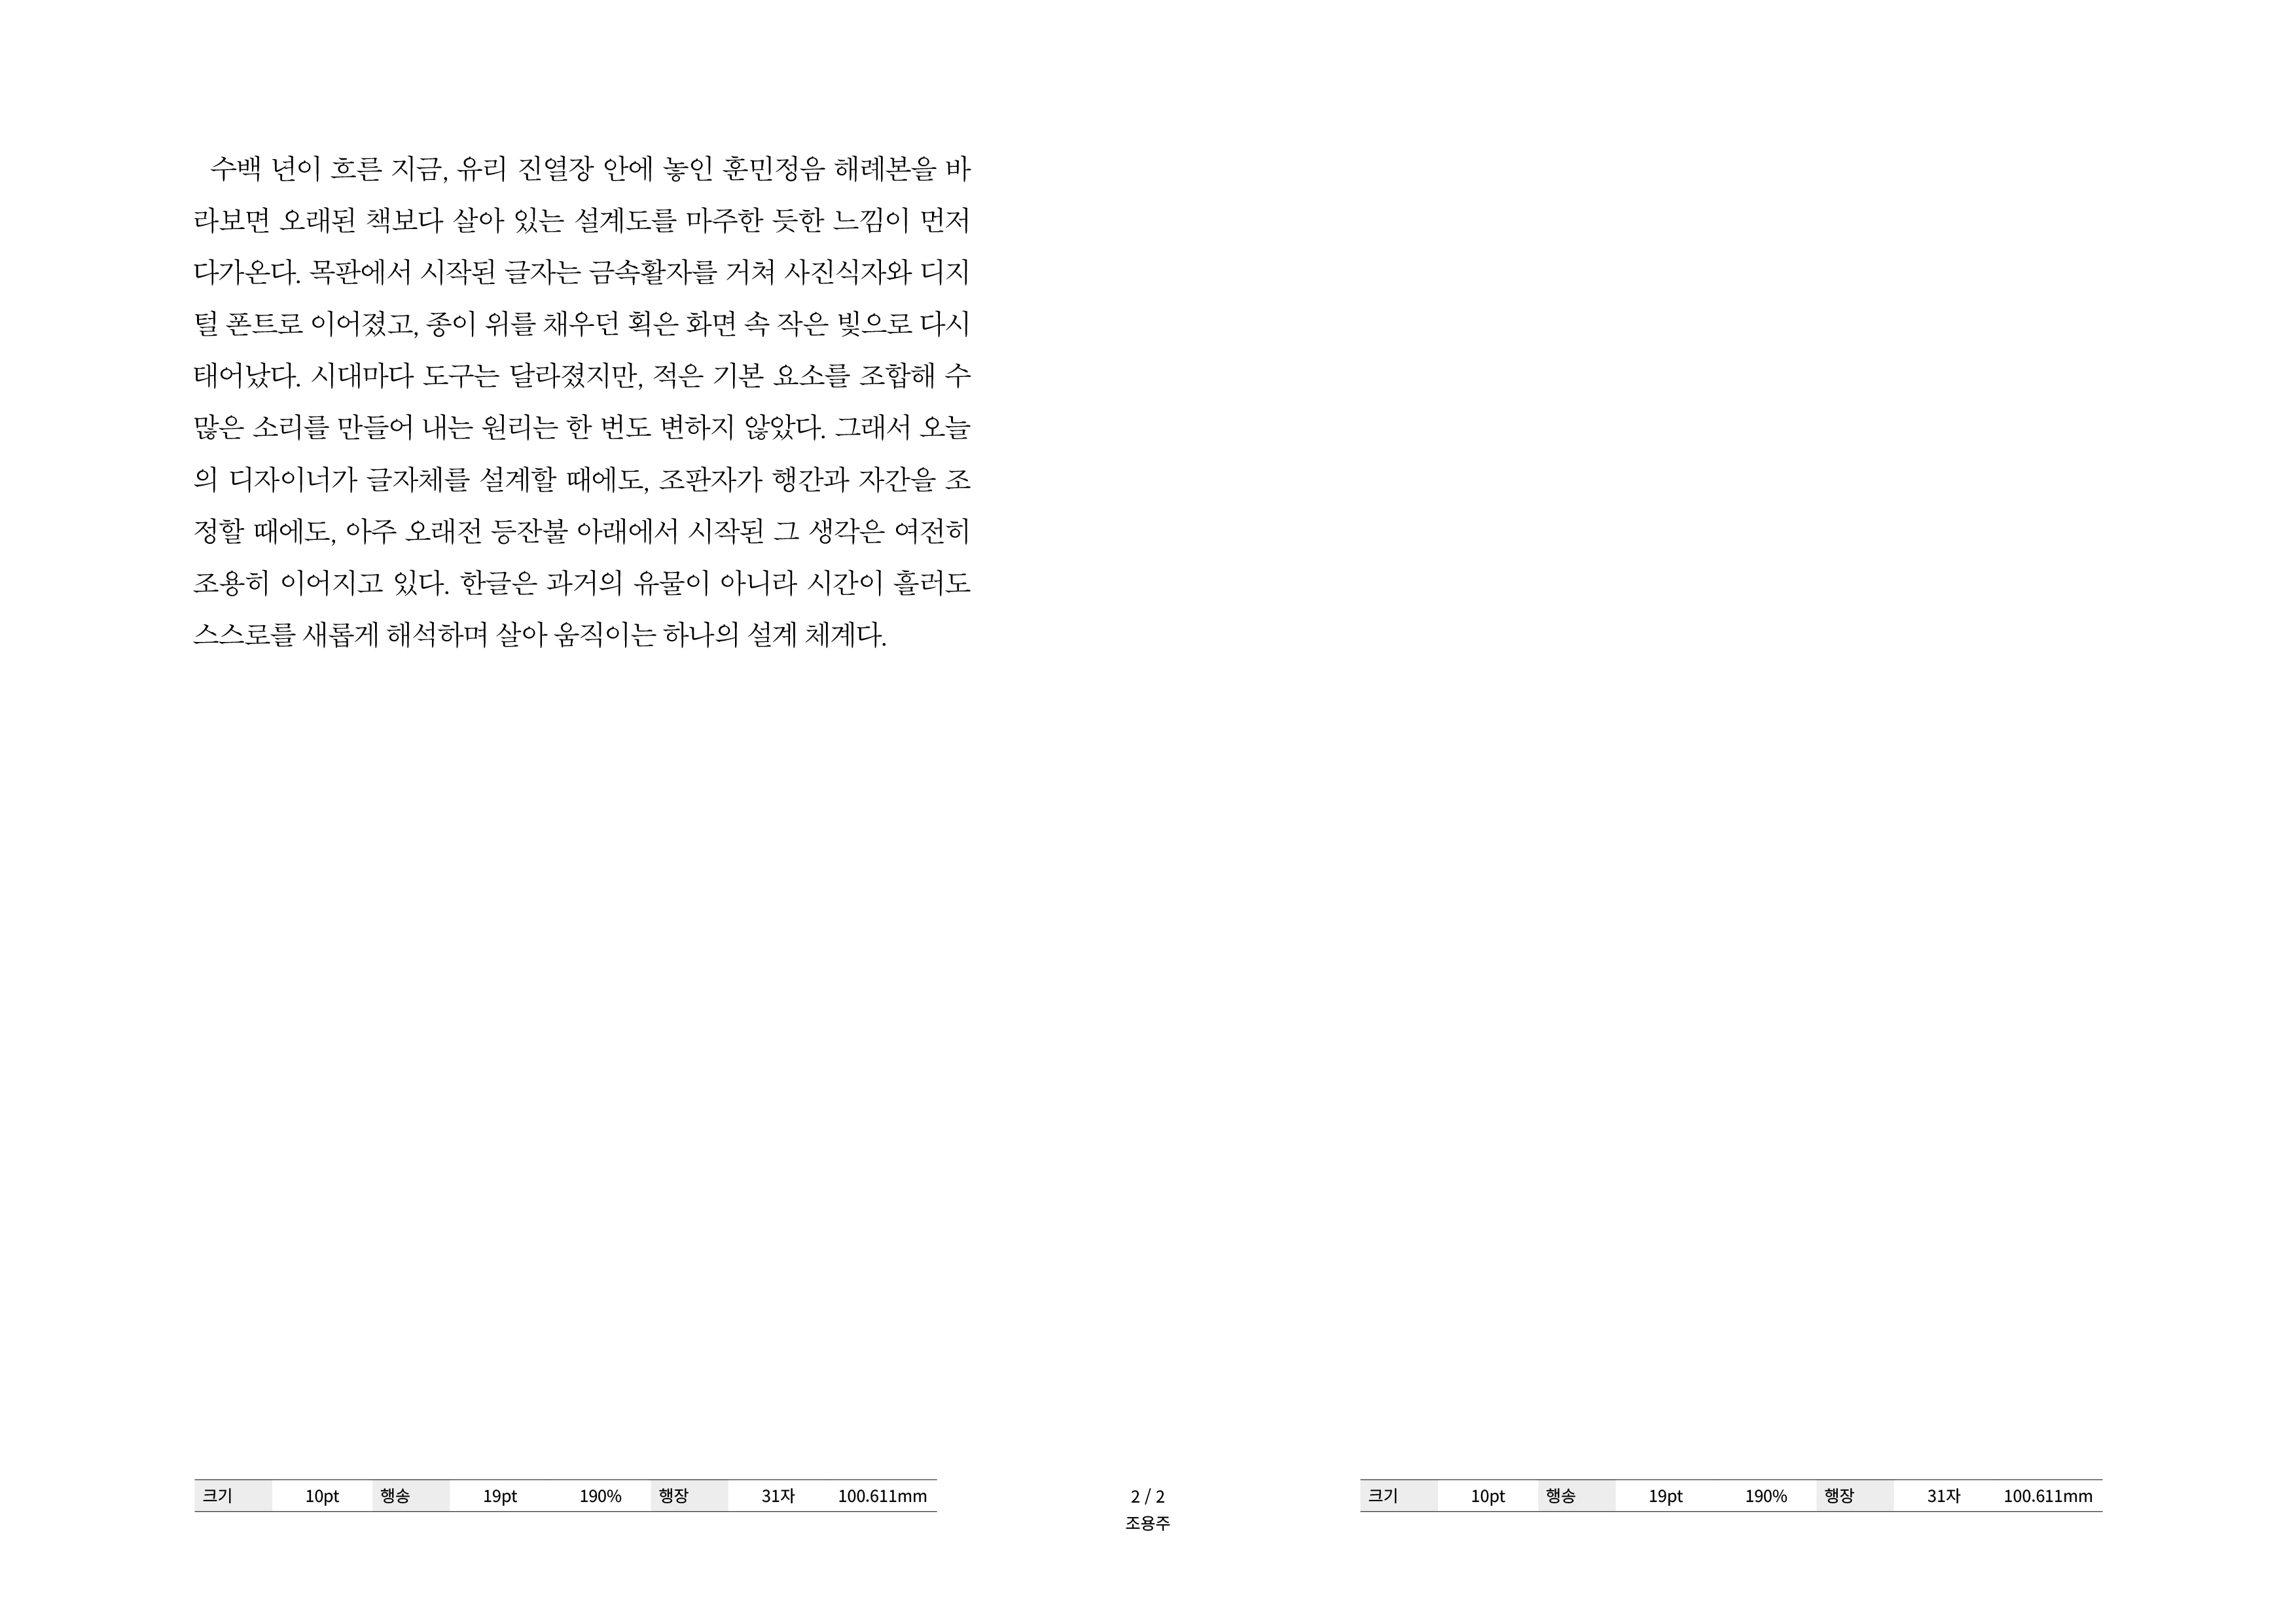 수백 년이 흐른 지금, 유리 진열장 안에 놓인 훈민정음 해례본을 바
라보면 오래된 책보다 살아 있는 설계도를 마주한 듯한 느낌이 먼저
다가온다. 목판에서 시작된 글자는 금속활자를 거쳐 사진식자와 디지
털 폰트로 이어졌고, 종이 위를 채우던 획은 화면 속 작은 빛으로 다시
태어났다. 시대마다 도구는 달라졌지만, 적은 기본 요소를 조합해 수
많은 소리를 만들어 내는 원리는 한 번도 변하지 않았다. 그래서 오늘
의 디자이너가 글자체를 설계할 때에도, 조판자가 행간과 자간을 조
정할 때에도, 아주 오래전 등잔불 아래에서 시작된 그 생각은 여전히
조용히 이어지고 있다. 한글은 과거의 유물이 아니라 시간이 흘러도
스스로를 새롭게 해석하며 살아 움직이는 하나의 설계 체계다.
크기 10pt 행송 19pt 190% 행장 31자 100.611mm
2 / 2
조용주
크기 10pt 행송 19pt 190% 행장 31자 100.611mm